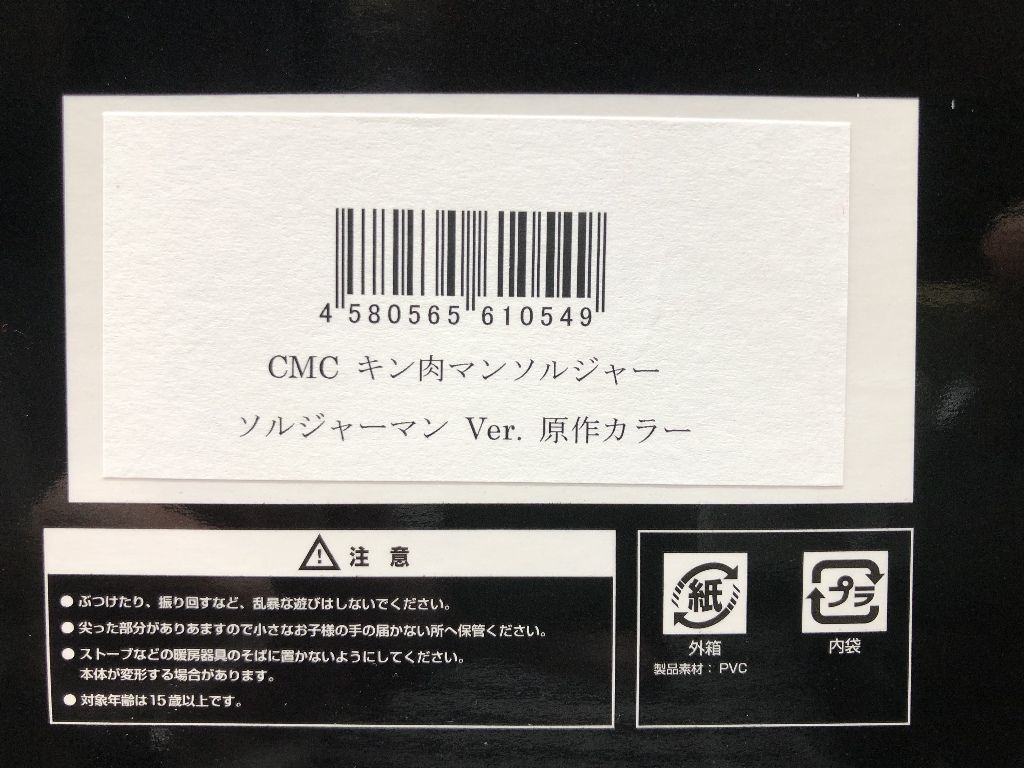 4 580565 610549
CMC キン肉マンソルジャー
ソルジャーマン Ver. 原作カラー
注 意
●ぶつけたり、振り回すなど、乱暴な遊びはしないでください。
●尖った部分がありあますので小さなお子様の手の届かない所へ保管ください。
●ストーブなどの暖房器具のそばに置かないようにしてください。
本体が変形する場合があります。
●対象年齢は15歳以上です。
紙
外箱
製品素材：PVC
プラ
内袋